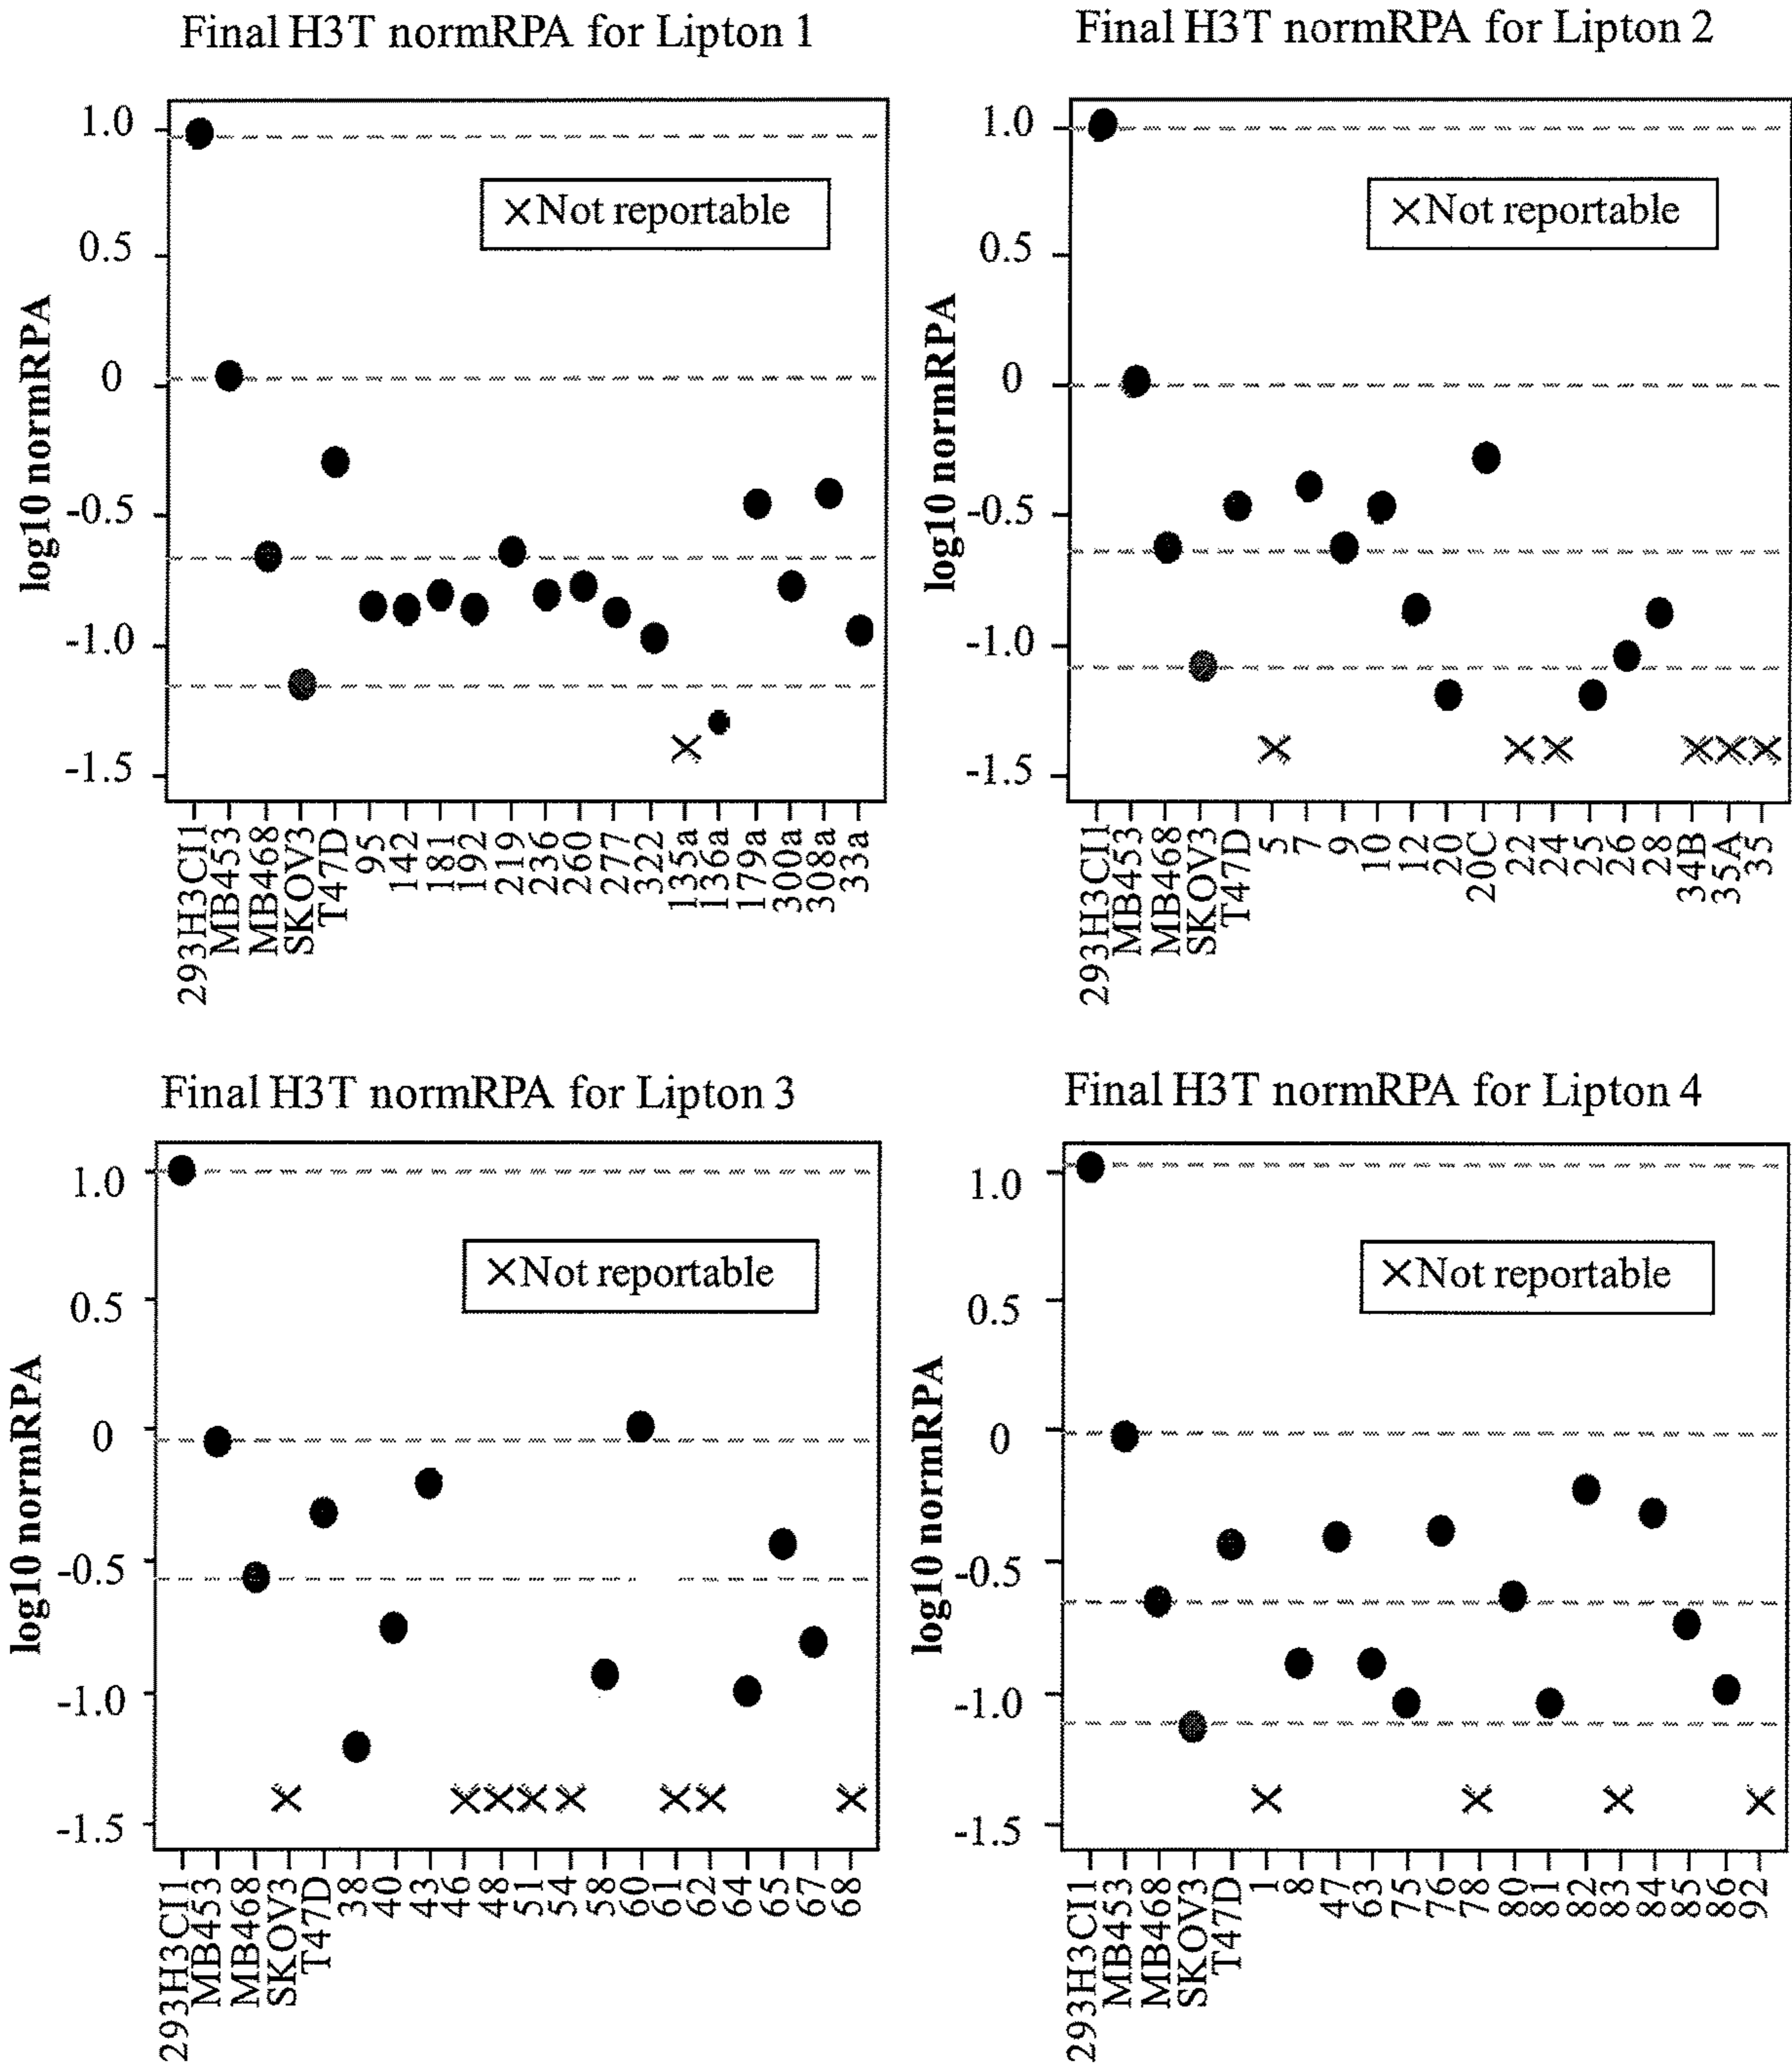 Final H3T normRPA for Lipton 1
log10 normRPA
1.0
0.5
0
-0.5
-1.0
-1.5
×Not reportable
293H3CI1
MB453
MB468
SKOV3
T47D
95
142
181
192
219
236
260
277
322
135a
136a
179a
300a
308a
33a
Final H3T normRPA for Lipton 2
log10 normRPA
1.0
0.5
0
-0.5
-1.0
-1.5
×Not reportable
293H3CI1
MB453
MB468
SKOV3
T47D
5
7
9
10
12
20
20C
22
24
25
26
28
34B
35A
35
Final H3T normRPA for Lipton 3
log10 normRPA
1.0
0.5
0
-0.5
-1.0
-1.5
×Not reportable
293H3CI1
MB453
MB468
SKOV3
T47D
38
40
43
46
48
51
54
58
60
61
62
64
65
67
68
Final H3T normRPA for Lipton 4
log10 normRPA
1.0
0.5
0
-0.5
-1.0
-1.5
×Not reportable
293H3CI1
MB453
MB468
SKOV3
T47D
1
8
47
63
75
76
78
80
81
82
83
84
85
86
92